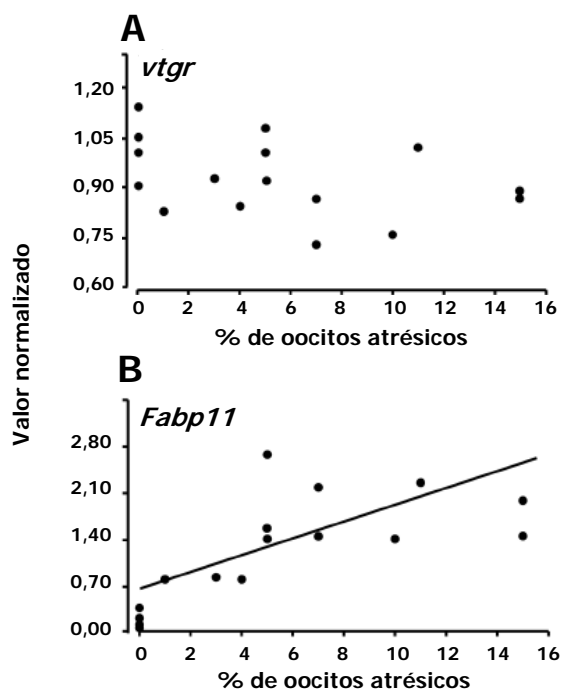 A
vtgr
1,20
1,05
0,90
0,75
0,60
0 2 4 6 8 10 12 14 16
% de oocitos atrésicos
Valor normalizado
B
Fabp11
2,80
2,10
1,40
0,70
0,00
0 2 4 6 8 10 12 14 16
% de oocitos atrésicos